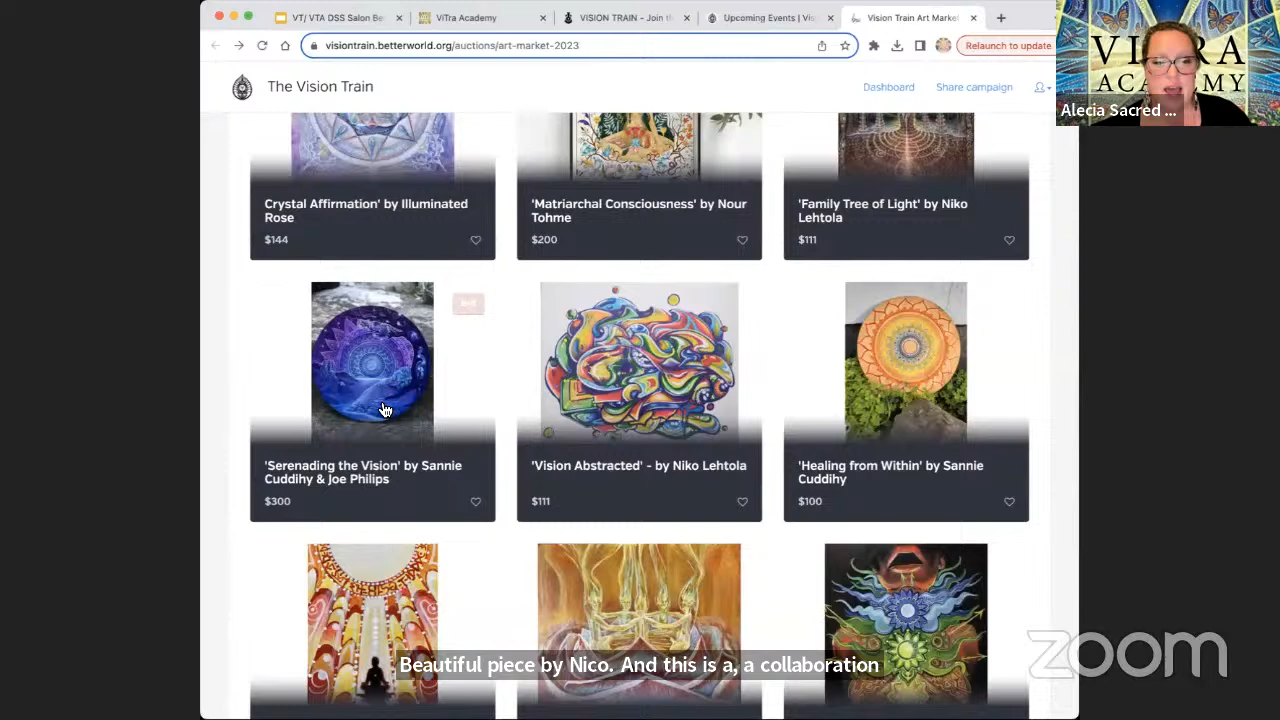 VT/ VTA DSS Salon Be
ViTra Academy
VISION TRAIN - Join th
Upcoming Events | Vis
Vision Train Art Market
visiontrain.betterworld.org/auctions/art-market-2023
Relaunch to update
VI RA
ACADEMY
Alecia Sacred ...
The Vision Train
Dashboard
Share campaign
Crystal Affirmation' by Illuminated
Rose
$144
'Matriarchal Consciousness' by Nour
Tohme
$200
'Family Tree of Light' by Niko
Lehtola
$111
'Serenading the Vision' by Sannie
Cuddihy & Joe Philips
$300
'Vision Abstracted' - by Niko Lehtola
$111
'Healing from Within' by Sannie
Cuddihy
$100
Beautiful piece by Nico. And this is a, a collaboration
zoom